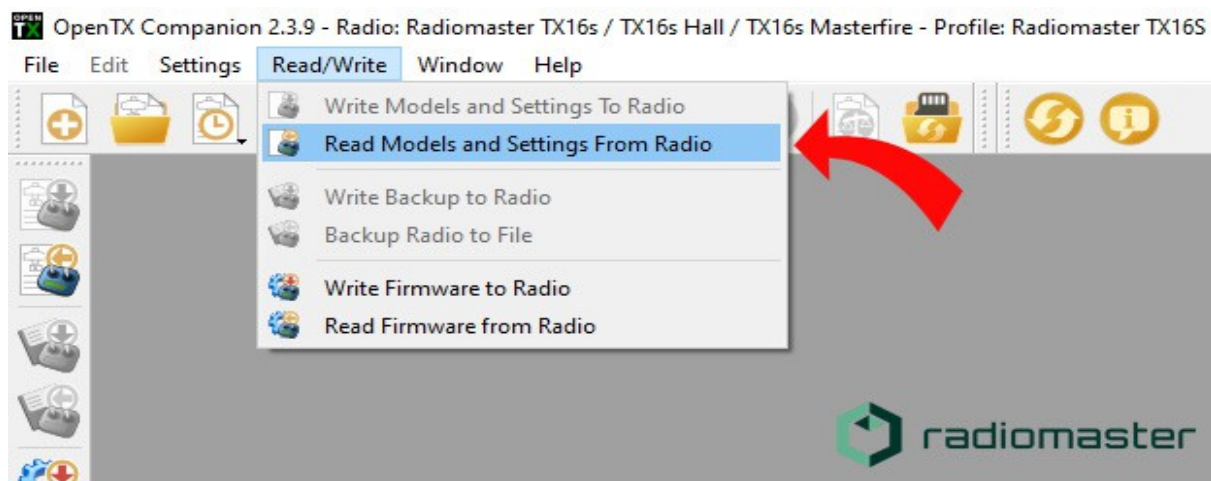 OPEN TX OpenTX Companion 2.3.9 - Radio: Radiomaster TX16s / TX16s Hall / TX16s Masterfire - Profile: Radiomaster TX16S
File Edit Settings Read/Write Window Help
Write Models and Settings To Radio
Read Models and Settings From Radio
Write Backup to Radio
Backup Radio to File
Write Firmware to Radio
Read Firmware from Radio
radiomaster